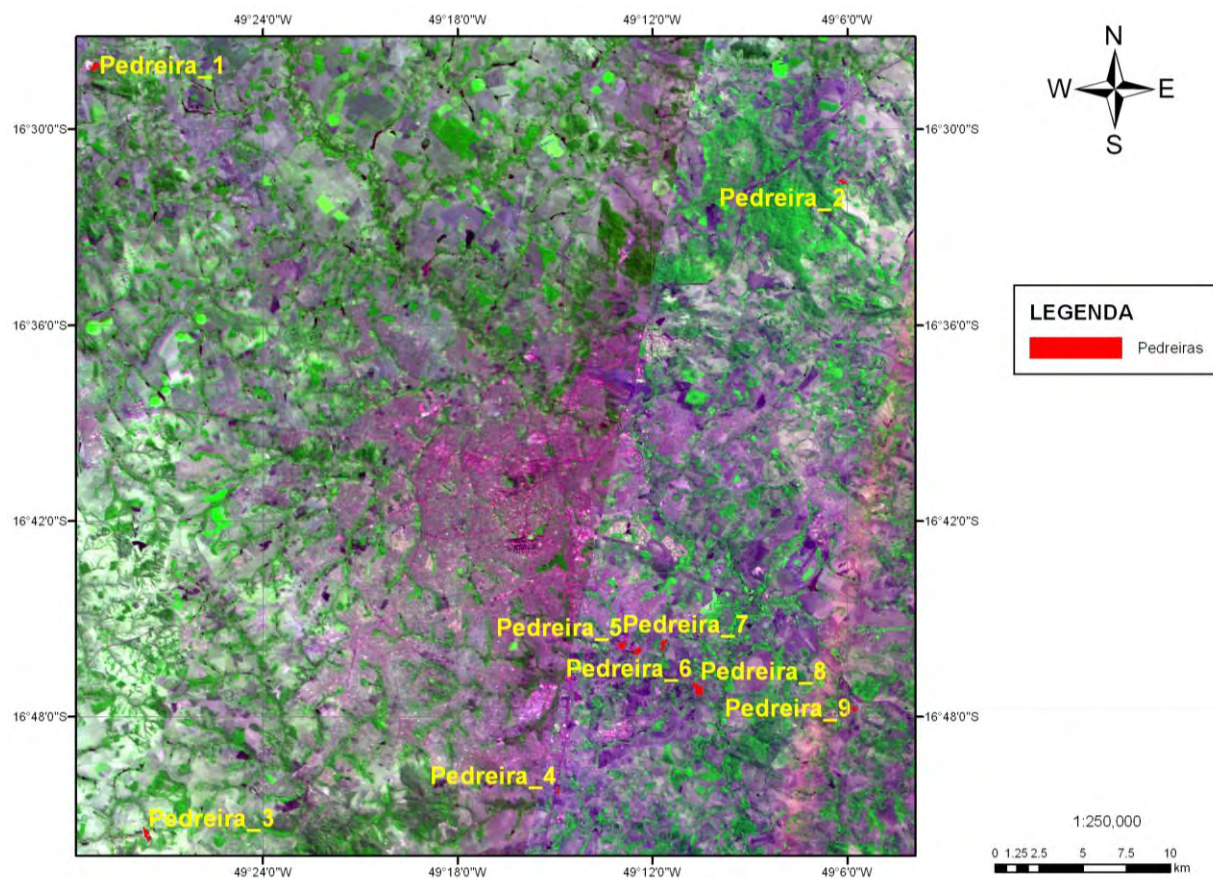 49°24'0"W 49°18'0"W 49°12'0"W 49°6'0"W
N
W E
S
Pedreira_1
16°30'0"S 16°30'0"S
Pedreira_2
LEGENDA
Pedreiras
16°36'0"S 16°36'0"S
16°42'0"S 16°42'0"S
Pedreira_5 Pedreira_7
Pedreira_6 Pedreira_8
Pedreira_9
16°48'0"S 16°48'0"S
Pedreira_4
Pedreira_3
1:250,000
0 1.25 2.5 5 7.5 10
km
49°24'0"W 49°18'0"W 49°12'0"W 49°6'0"W